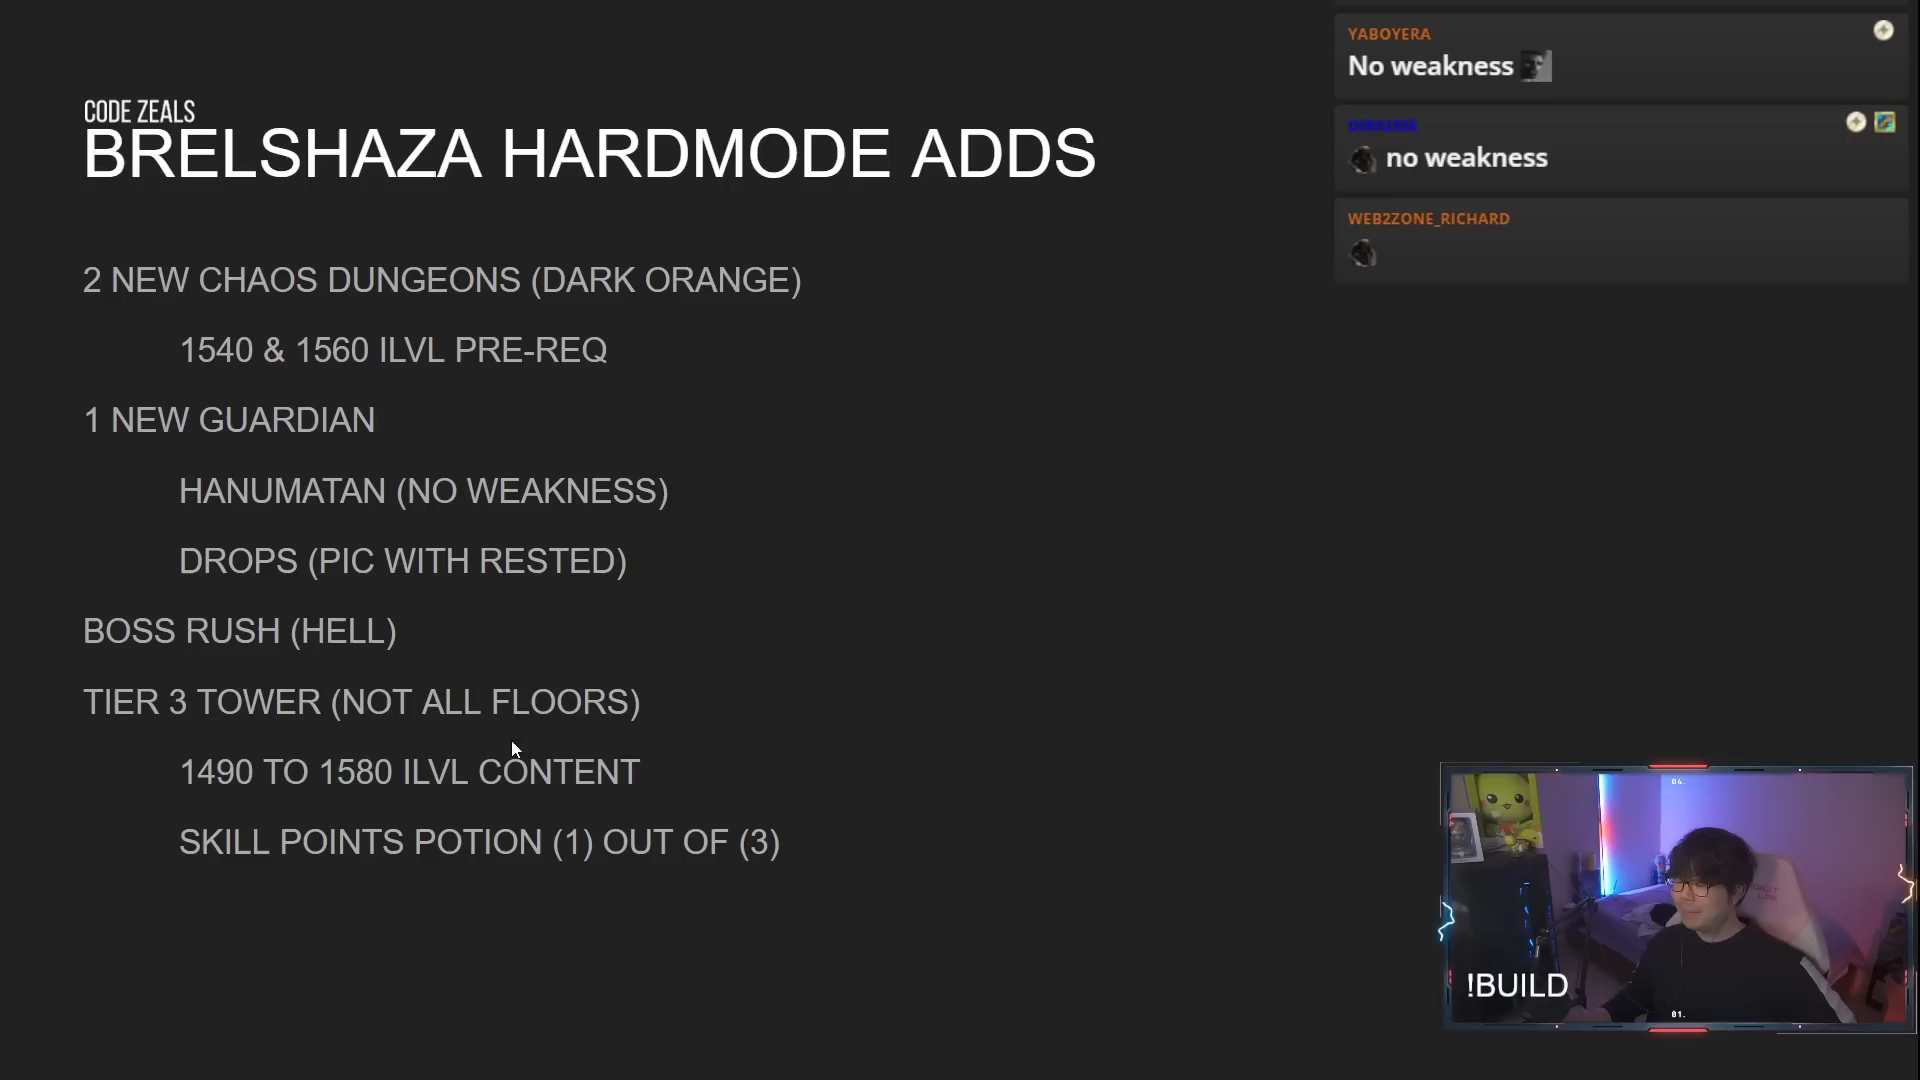 CODE ZEALS
BRELSHAZA HARDMODE ADDS
2 NEW CHAOS DUNGEONS (DARK ORANGE)
1540 & 1560 ILVL PRE-REQ
1 NEW GUARDIAN
HANUMATAN (NO WEAKNESS)
DROPS (PIC WITH RESTED)
BOSS RUSH (HELL)
TIER 3 TOWER (NOT ALL FLOORS)
1490 TO 1580 ILVL CONTENT
SKILL POINTS POTION (1) OUT OF (3)
YABOYERA
No weakness
no weakness
WEB2ZONE_RICHARD
04.
!BUILD
01.